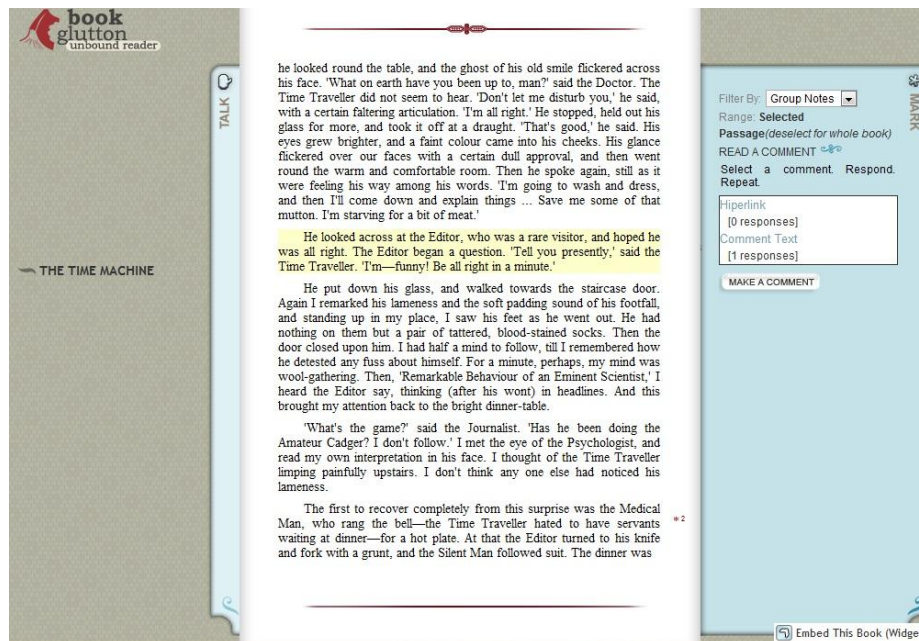 book
glutton
unbound reader
TALK
THE TIME MACHINE
he looked round the table, and the ghost of his old smile flickered across
his face. 'What on earth have you been up to, man?' said the Doctor. The
Time Traveller did not seem to hear. 'Don't let me disturb you,' he said,
with a certain faltering articulation. 'I'm all right.' He stopped, held out his
glass for more, and took it off at a draught. 'That's good,' he said. His
eyes grew brighter, and a faint colour came into his cheeks. His glance
flickered over our faces with a certain dull approval, and then went
round the warm and comfortable room. Then he spoke again, still as it
were feeling his way among his words. 'I'm going to wash and dress,
and then I'll come down and explain things ... Save me some of that
mutton. I'm starving for a bit of meat.'
He looked across at the Editor, who was a rare visitor, and hoped he
was all right. The Editor began a question. 'Tell you presently,' said the
Time Traveller. 'I'm—funny! Be all right in a minute.'
He put down his glass, and walked towards the staircase door.
Again I remarked his lameness and the soft padding sound of his footfall,
and standing up in my place, I saw his feet as he went out. He had
nothing on them but a pair of tattered, blood-stained socks. Then the
door closed upon him. I had half a mind to follow, till I remembered how
he detested any fuss about himself. For a minute, perhaps, my mind was
wool-gathering. Then, 'Remarkable Behaviour of an Eminent Scientist,' I
heard the Editor say, thinking (after his wont) in headlines. And this
brought my attention back to the bright dinner-table.
'What's the game?' said the Journalist. 'Has he been doing the
Amateur Cadger? I don't follow.' I met the eye of the Psychologist, and
read my own interpretation in his face. I thought of the Time Traveller
limping painfully upstairs. I don't think any one else had noticed his
lameness.
The first to recover completely from this surprise was the Medical
Man, who rang the bell—the Time Traveller hated to have servants
waiting at dinner—for a hot plate. At that the Editor turned to his knife
and fork with a grunt, and the Silent Man followed suit. The dinner was
* 2
MARK
Filter By: Group Notes
Range: Selected
Passage(deselect for whole book)
READ A COMMENT
Select a comment. Respond.
Repeat.
Hiperlink
[0 responses]
Comment Text
[1 responses]
MAKE A COMMENT
Embed This Book (Widge